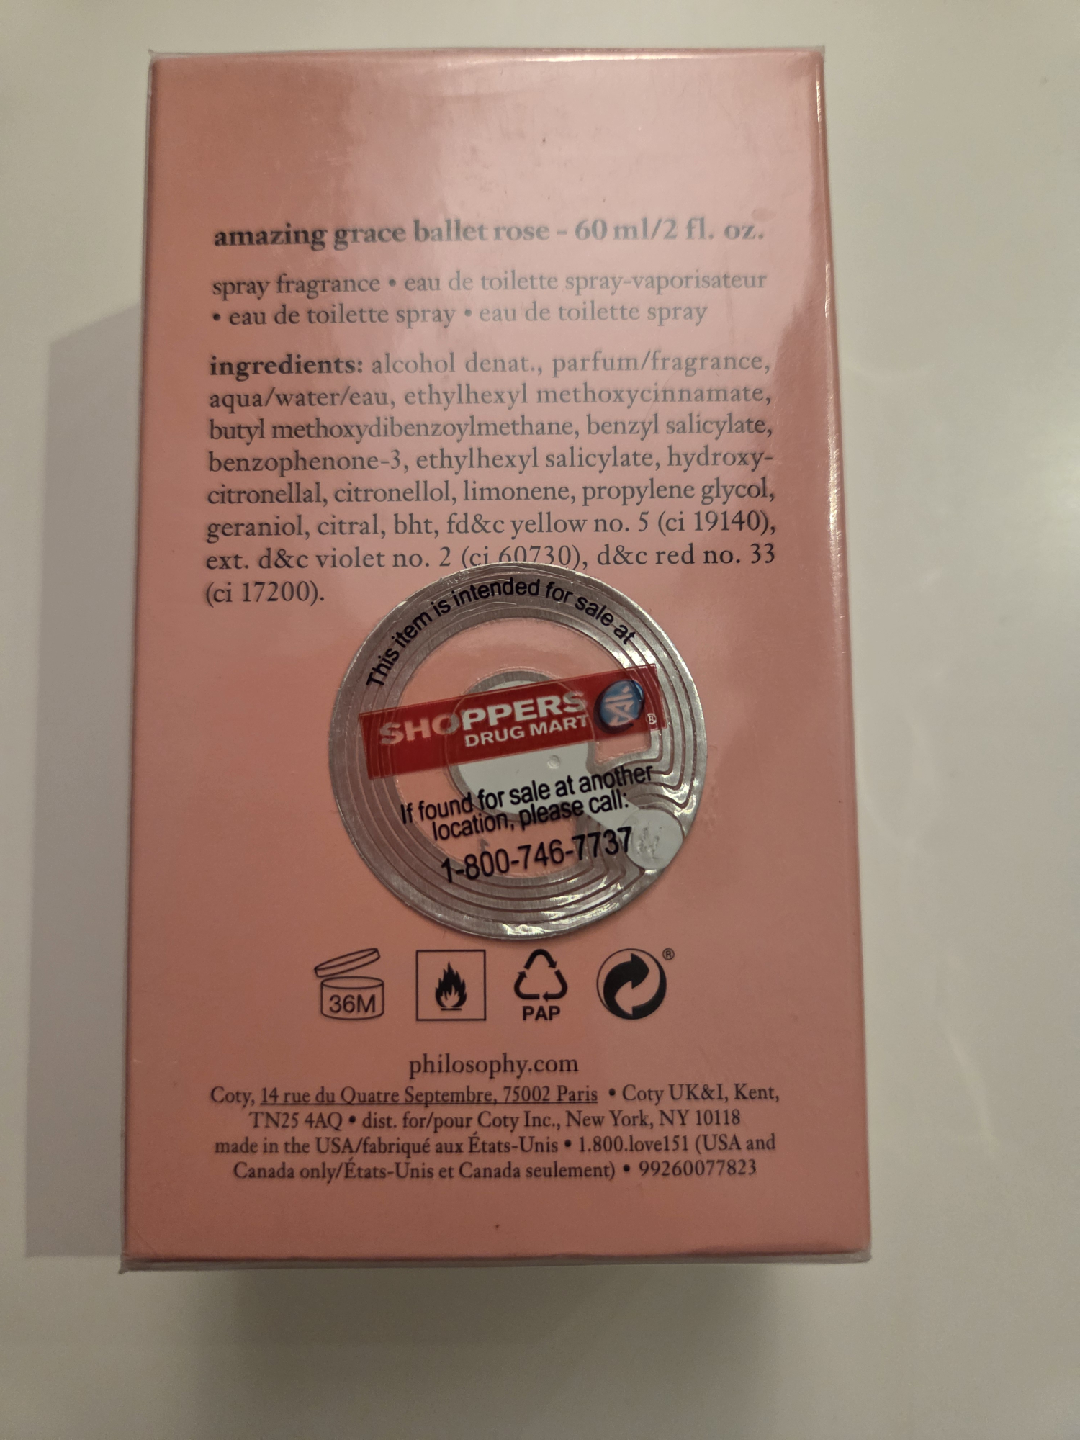 amazing grace ballet rose - 60 ml/2 fl. oz.
spray fragrance • eau de toilette spray-vaporisateur
• eau de toilette spray • eau de toilette spray
ingredients: alcohol denat., parfum/fragrance,
aqua/water/eau, ethylhexyl methoxycinnamate,
butyl methoxydibenzoylmethane, benzyl salicylate,
benzophenone-3, ethylhexyl salicylate, hydroxy-
citronellal, citronellol, limonene, propylene glycol,
geraniol, citral, bht, fd&c yellow no. 5 (ci 19140),
ext. d&c violet no. 2 (ci 60730), d&c red no. 33
(ci 17200).
This item is intended for sale at
SHOPPERS
DRUG MART ®
If found for sale at another
location, please call:
1-800-746-7737
36M
PAP
®
philosophy.com
Coty, 14 rue du Quatre Septembre, 75002 Paris • Coty UK&I, Kent,
TN25 4AQ • dist. for/pour Coty Inc., New York, NY 10118
made in the USA/fabriqué aux États-Unis • 1.800.love151 (USA and
Canada only/États-Unis et Canada seulement) • 99260077823